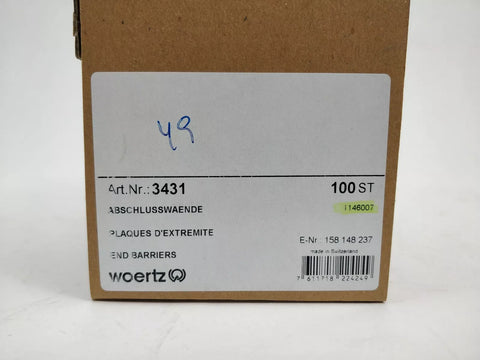 49
Art.Nr.: 3431 100 ST
ABSCHLUSSWAENDE 1146007
PLAQUES D'EXTREMITE
E-Nr. 158 148 237
made in Switzerland
END BARRIERS
woertz
7 611718 224249